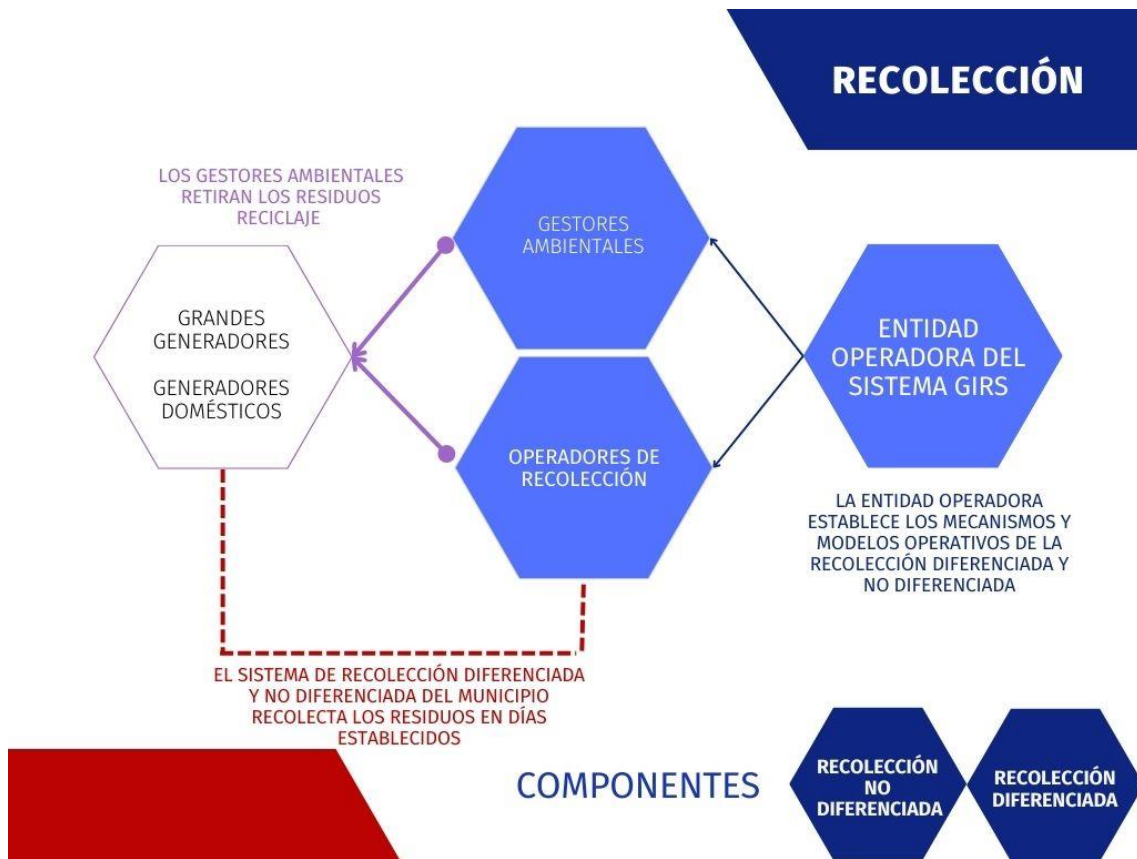 RECOLECCIÓN
LOS GESTORES AMBIENTALES
RETIRAN LOS RESIDUOS
RECICLAJE
GESTORES
AMBIENTALES
GRANDES
GENERADORES
GENERADORES
DOMÉSTICOS
ENTIDAD
OPERADORA DEL
SISTEMA GIRS
OPERADORES DE
RECOLECCIÓN
LA ENTIDAD OPERADORA
ESTABLECE LOS MECANISMOS Y
MODELOS OPERATIVOS DE LA
RECOLECCIÓN DIFERENCIADA Y
NO DIFERENCIADA
EL SISTEMA DE RECOLECCIÓN DIFERENCIADA
Y NO DIFERENCIADA DEL MUNICIPIO
RECOLECTA LOS RESIDUOS EN DÍAS
ESTABLECIDOS
COMPONENTES
RECOLECCIÓN
NO
DIFERENCIADA
RECOLECCIÓN
DIFERENCIADA